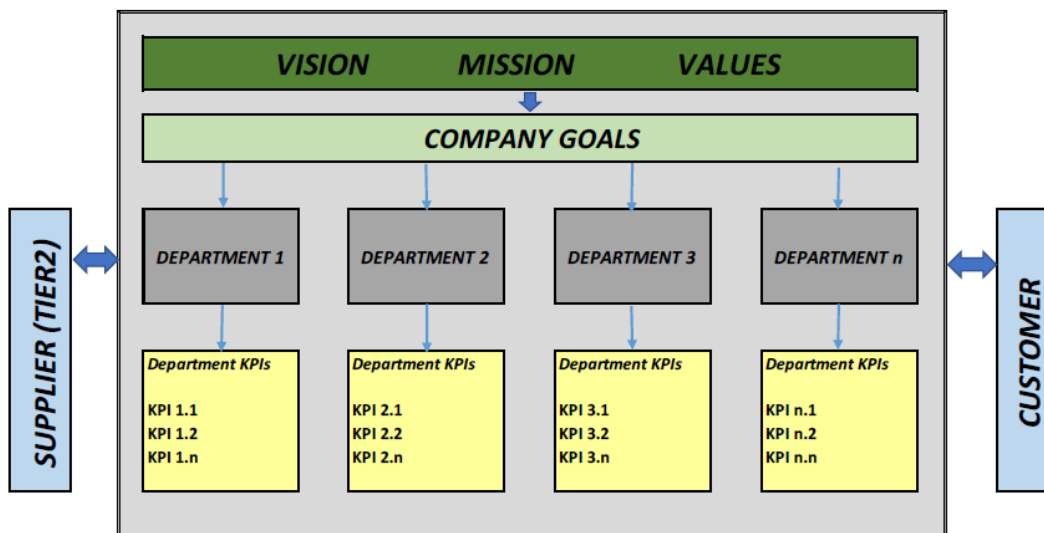 VISION MISSION VALUES
COMPANY GOALS
SUPPLIER (TIER2)
DEPARTMENT 1
DEPARTMENT 2
DEPARTMENT 3
DEPARTMENT n
CUSTOMER
Department KPIs
KPI 1.1
KPI 1.2
KPI 1.n
Department KPIs
KPI 2.1
KPI 2.2
KPI 2.n
Department KPIs
KPI 3.1
KPI 3.2
KPI 3.n
Department KPIs
KPI n.1
KPI n.2
KPI n.n